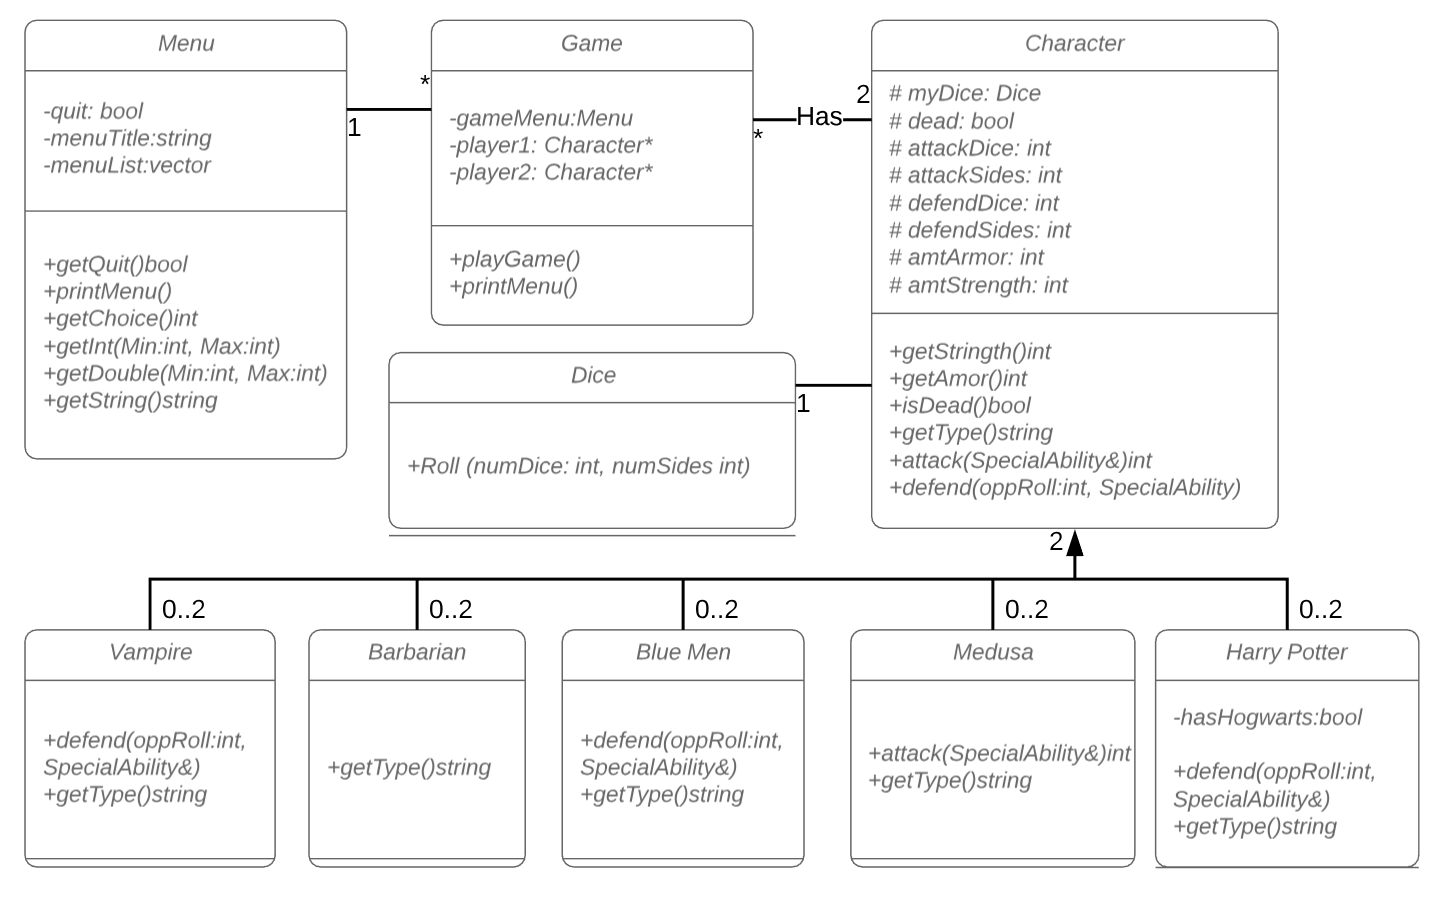 Menu
-quit: bool
-menuTitle:string
-menuList:vector
+getQuit()bool
+printMenu()
+getChoice()int
+getInt(Min:int, Max:int)
+getDouble(Min:int, Max:int)
+getString()string
1
*
Game
-gameMenu:Menu
-player1: Character*
-player2: Character*
+playGame()
+printMenu()
*
Has
2
Character
# myDice: Dice
# dead: bool
# attackDice: int
# attackSides: int
# defendDice: int
# defendSides: int
# amtArmor: int
# amtStrength: int
+getStringth()int
+getAmor()int
+isDead()bool
+getType()string
+attack(SpecialAbility&)int
+defend(oppRoll:int, SpecialAbility)
Dice
+Roll (numDice: int, numSides int)
1
2
0..2
0..2
0..2
0..2
0..2
Vampire
+defend(oppRoll:int,
SpecialAbility&)
+getType()string
Barbarian
+getType()string
Blue Men
+defend(oppRoll:int,
SpecialAbility&)
+getType()string
Medusa
+attack(SpecialAbility&)int
+getType()string
Harry Potter
-hasHogwarts:bool
+defend(oppRoll:int,
SpecialAbility&)
+getType()string